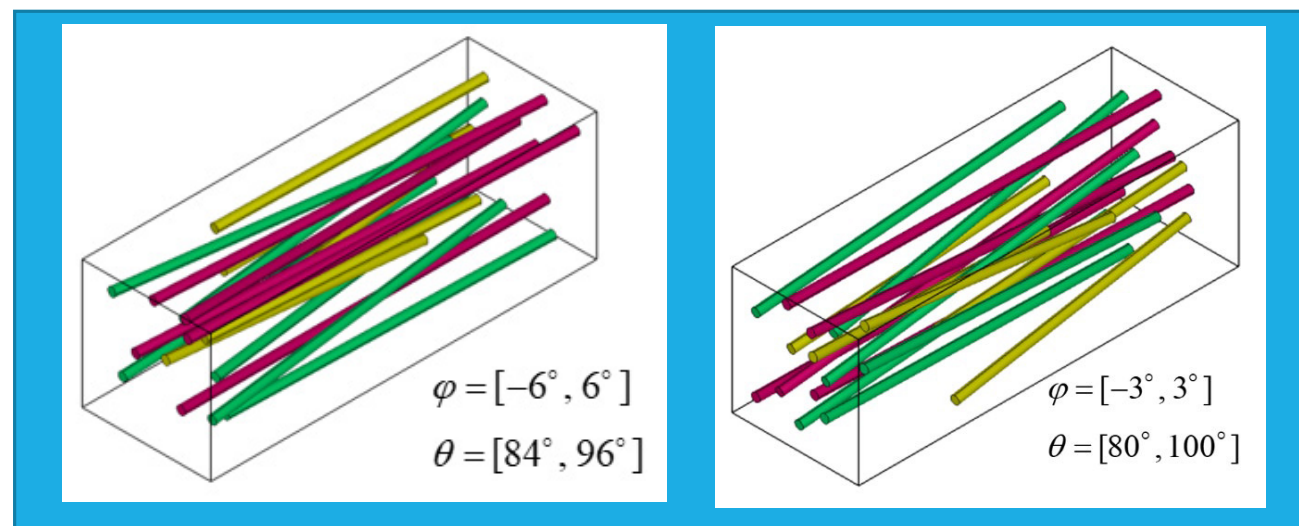 φ = [−6°, 6°]
θ = [84°, 96°]
φ = [−3°, 3°]
θ = [80°, 100°]